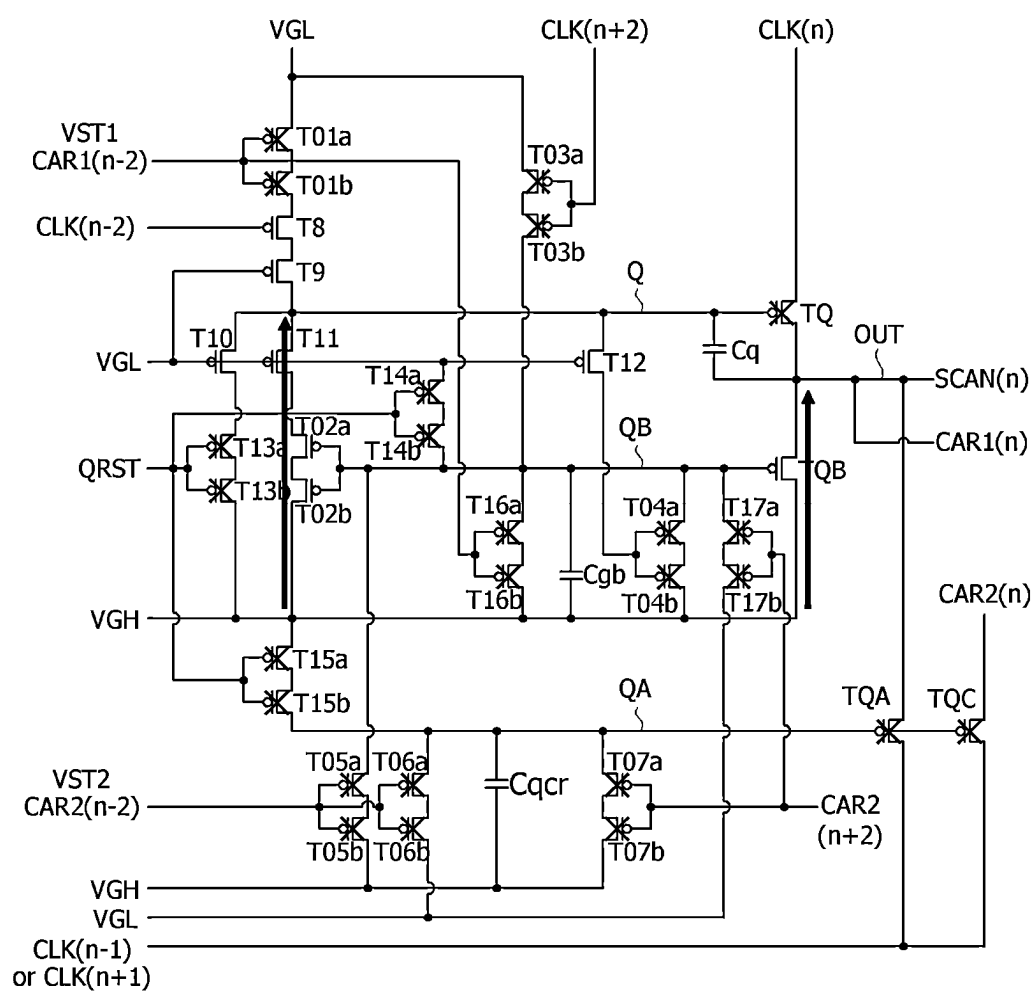 VGL
CLK(n+2)
CLK(n)
VST1
CAR1(n-2)
T01a
T01b
T03a
T03b
CLK(n-2)
T8
T9
Q
TQ
T10
T11
VGL
T12
Cq
OUT
SCAN(n)
T14a
T14b
CAR1(n)
T13a
T02a
QB
QRST
TQB
T13b
T02b
T16a
T16b
Cgb
T04a
T04b
T17a
T17b
VGH
CAR2(n)
T15a
T15b
QA
TQA
TQC
T05a
T06a
T07a
VST2
CAR2(n-2)
Cqcr
CAR2
(n+2)
T05b
T06b
T07b
VGH
VGL
CLK(n-1)
or CLK(n+1)